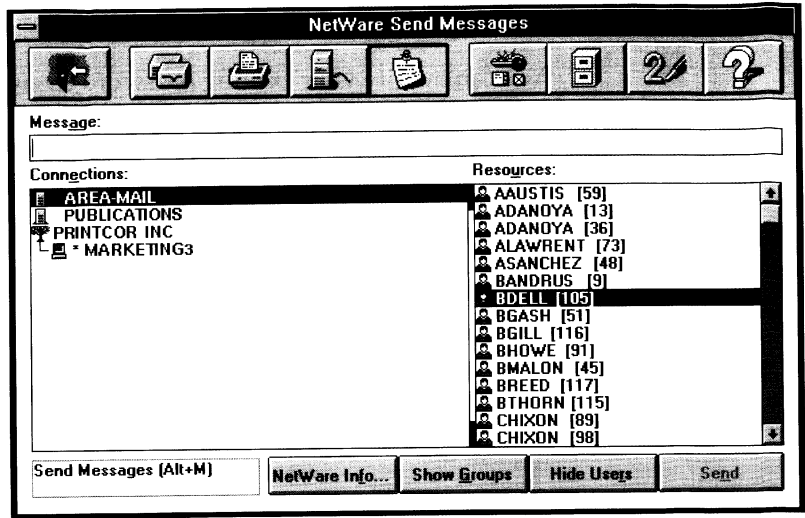 NetWare Send Messages
2
?
Message:
Connections:
AREA-MAIL
PUBLICATIONS
PRINTCOR INC
* MARKETING3
Resources:
AAUSTIS [59]
ADANOYA [13]
ADANOYA [36]
ALAWRENT [73]
ASANCHEZ [48]
BANDRUS [9]
BDELL [105]
BGASH [51]
BGILL [116]
BHOWE [91]
BMALON [45]
BREED [117]
BTHORN [115]
CHIXON [89]
CHIXON [98]
Send Messages (Alt+M)
NetWare Info...
Show Groups
Hide Users
Send